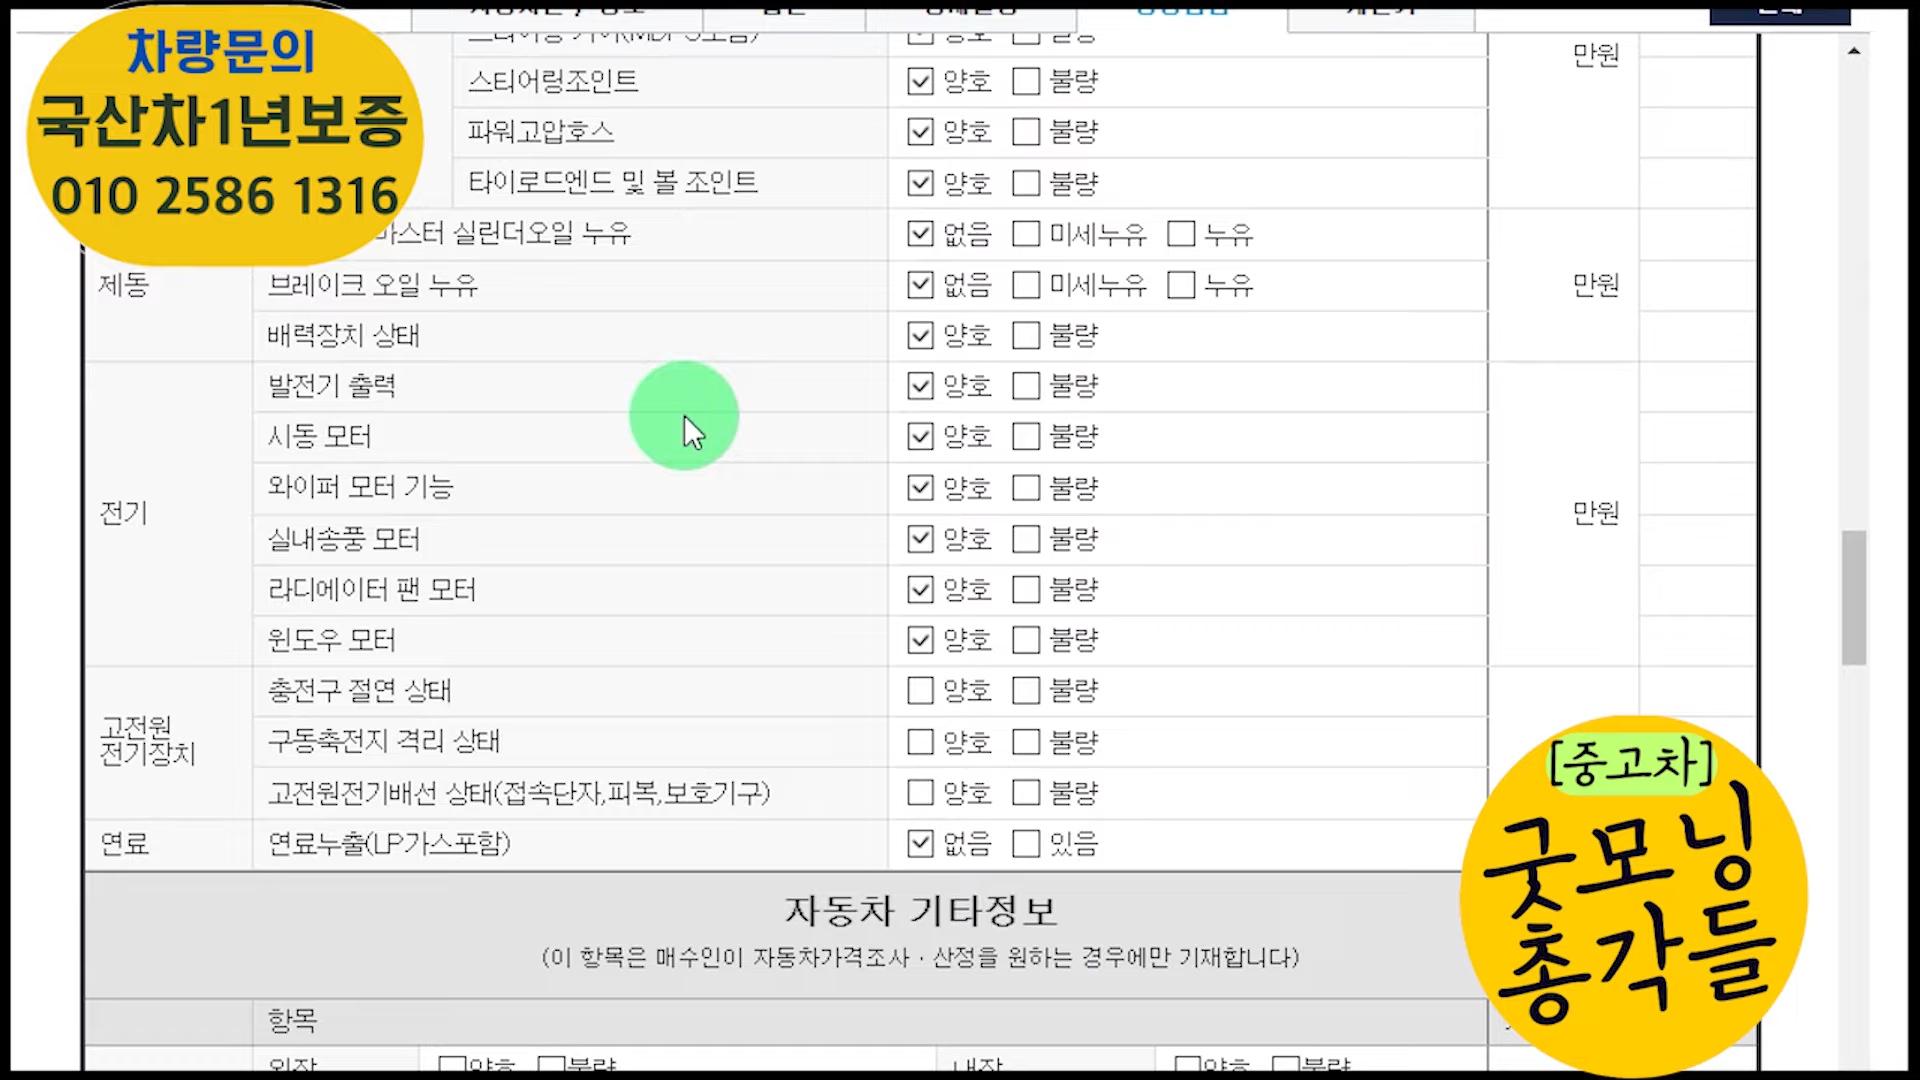 차량문의
국산차1년보증
010 2586 1316
스티어링조인트 양호 불량
파워고압호스 양호 불량
타이로드엔드 및 볼 조인트 양호 불량
만원
마스터 실린더오일 누유 없음 미세누유 누유
제동 브레이크 오일 누유 없음 미세누유 누유 만원
배력장치 상태 양호 불량
발전기 출력 양호 불량
시동 모터 양호 불량
와이퍼 모터 기능 양호 불량
전기 만원
실내송풍 모터 양호 불량
라디에이터 팬 모터 양호 불량
윈도우 모터 양호 불량
충전구 절연 상태 양호 불량
고전원
전기장치
구동축전지 격리 상태 양호 불량
고전원전기배선 상태(접속단자,피복,보호기구) 양호 불량
연료 연료누출(LP가스포함) 없음 있음
자동차 기타정보
(이 항목은 매수인이 자동차가격조사 · 산정을 원하는 경우에만 기재합니다)
항목
[중고차]
굿모닝
총각들